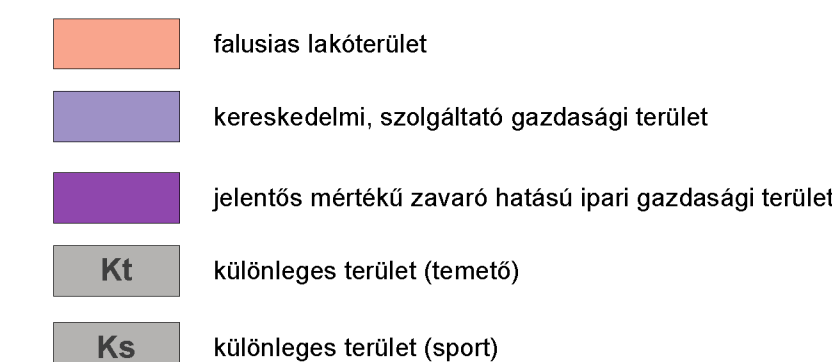 falusias lakóterület
kereskedelmi, szolgáltató gazdasági terület
jelentős mértékű zavaró hatású ipari gazdasági terület
Kt különleges terület (temető)
Ks különleges terület (sport)